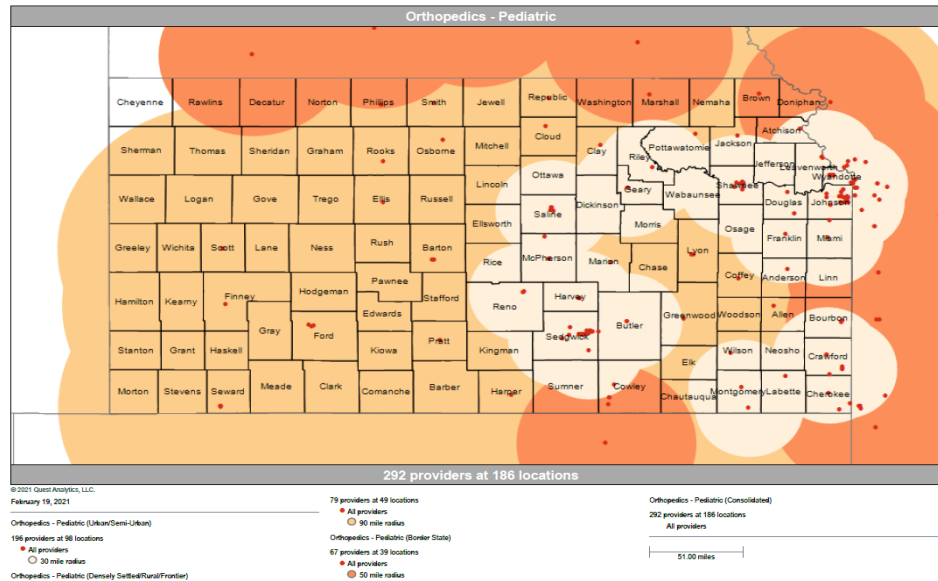 Orthopedics - Pediatric
Cheyenne Rawlins Decatur Norton Phillips Smith Jewell Republic Washington Marshall Nemaha Brown Doniphan
Sherman Thomas Sheridan Graham Rooks Osborne Mitchell Cloud Clay Riley Pottawatomie Jackson Atchison
Jefferson Leavenworth Wyandotte
Lincoln Ottawa Geary Wabaunsee Shawnee
Wallace Logan Gove Trego Ellis Russell Saline Dickinson Douglas Johnson
Ellsworth Morris Osage
Greeley Wichita Scott Lane Ness Rush Barton Rice McPherson Marion Chase Lyon Franklin Miami
Hamilton Kearny Finney Hodgeman Pawnee Stafford Coffey Anderson Linn
Edwards Reno Harvey
Gray Ford Sedgwick Butler Greenwood Woodson Allen Bourbon
Stanton Grant Haskell Kiowa Pratt Kingman Elk Wilson Neosho Crawford
Morton Stevens Seward Meade Clark Comanche Barber Harper Sumner Cowley Chautauqua Montgomery Labette Cherokee
292 providers at 186 locations
© 2021 Quest Analytics, LLC.
February 19, 2021
Orthopedics - Pediatric (Urban/Semi-Urban)
196 providers at 98 locations
All providers
30 mile radius
Orthopedics - Pediatric (Densely Settled/Rural/Frontier)
79 providers at 49 locations
All providers
90 mile radius
Orthopedics - Pediatric (Border State)
67 providers at 39 locations
All providers
50 mile radius
Orthopedics - Pediatric (Consolidated)
292 providers at 186 locations
All providers
51.00 miles